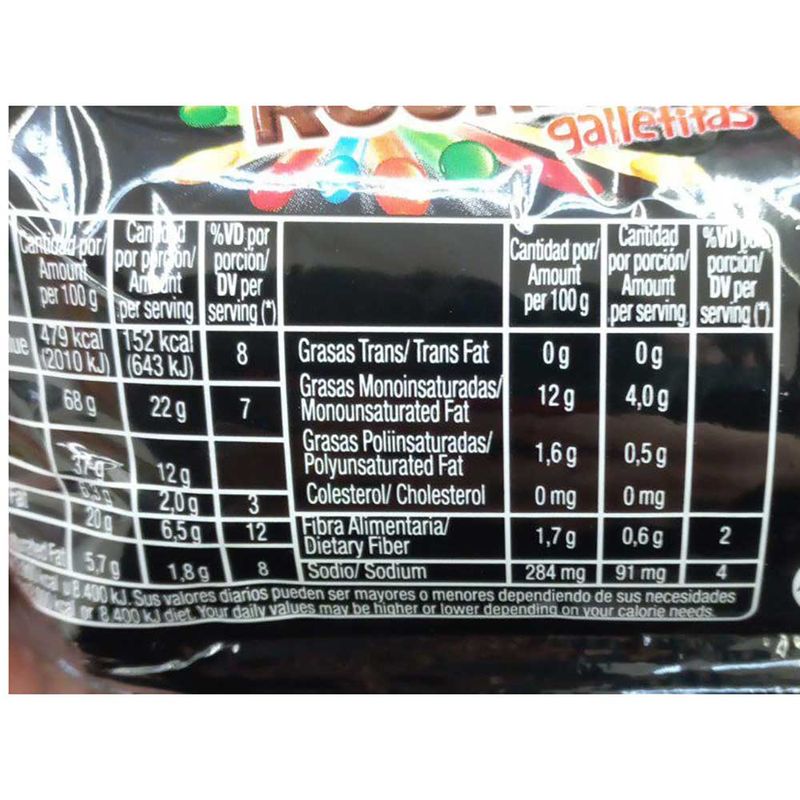 galletitas
Cantidad por/
Amount
per 100 g
Cantidad
por porción/
Amount
per serving
%VD por
porción/
DV per
serving (*)
479 kcal
(2010 kJ)
152 kcal
(643 kJ)
8
68 g
22 g
7
37 g
12 g
6,3 g
2,0 g
3
20 g
6,5 g
12
Fat
5,7 g
1,8 g
8
Cantidad por/
Amount
per 100 g
Cantidad
por porción/
Amount
per serving
%VD por
porción/
DV per
serving (*)
Grasas Trans/ Trans Fat
0 g
0 g
Grasas Monoinsaturadas/
Monounsaturated Fat
12 g
4,0 g
Grasas Poliinsaturadas/
Polyunsaturated Fat
1,6 g
0,5 g
Colesterol/ Cholesterol
0 mg
0 mg
Fibra Alimentaria/
Dietary Fiber
1,7 g
0,6 g
2
Sodio/ Sodium
284 mg
91 mg
4
8.400 kJ. Sus valores diarios pueden ser mayores o menores dependiendo de sus necesidades
or 8.400 kJ diet. Your daily values may be higher or lower depending on your calorie needs.